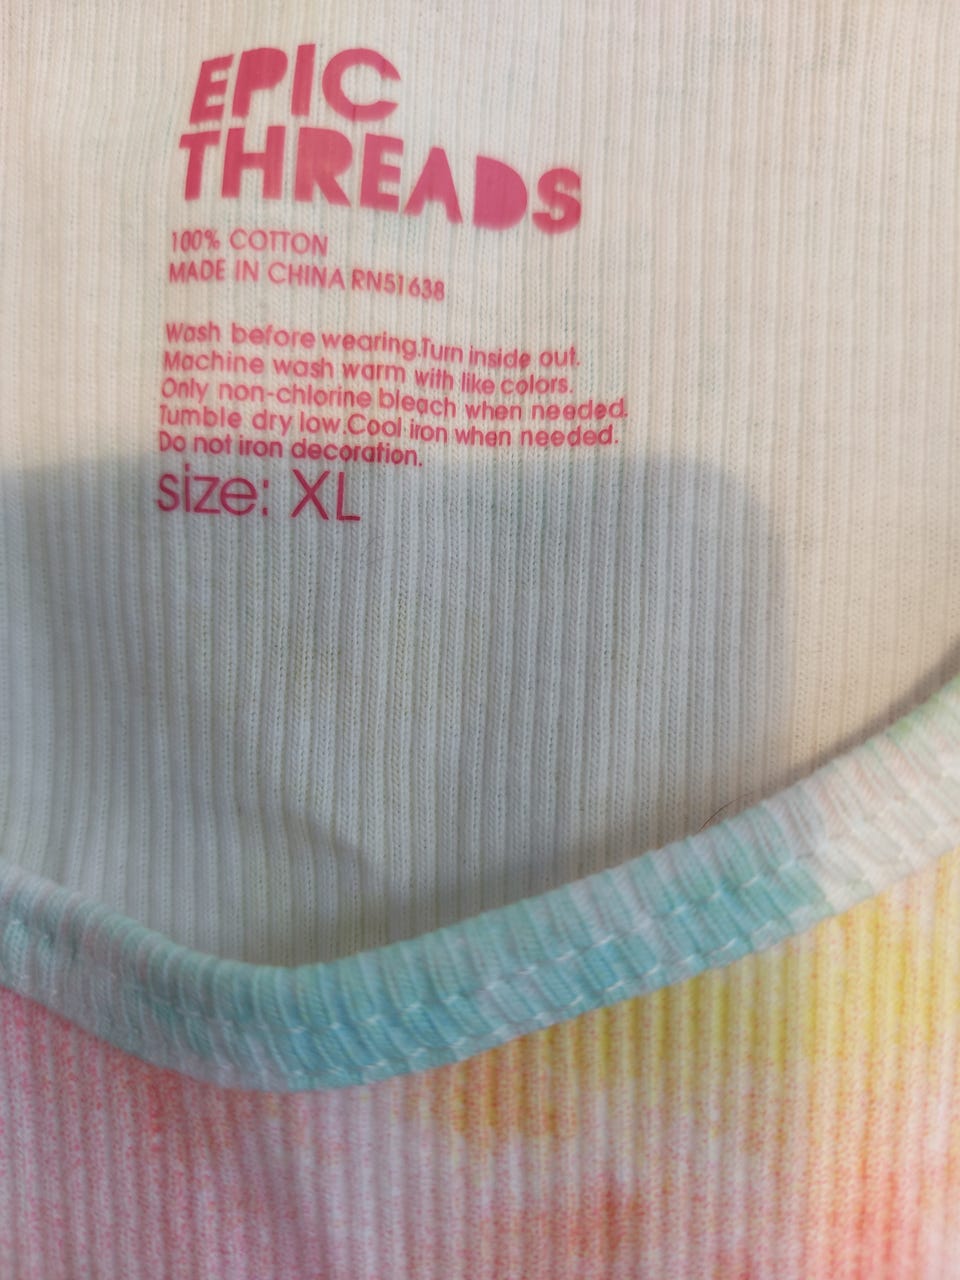 EPIC
THREADS
100% COTTON
MADE IN CHINA RN51638
Wash before wearing.Turn inside out.
Machine wash warm with like colors.
Only non-chlorine bleach when needed.
Tumble dry low.Cool iron when needed.
Do not iron decoration.
size: XL